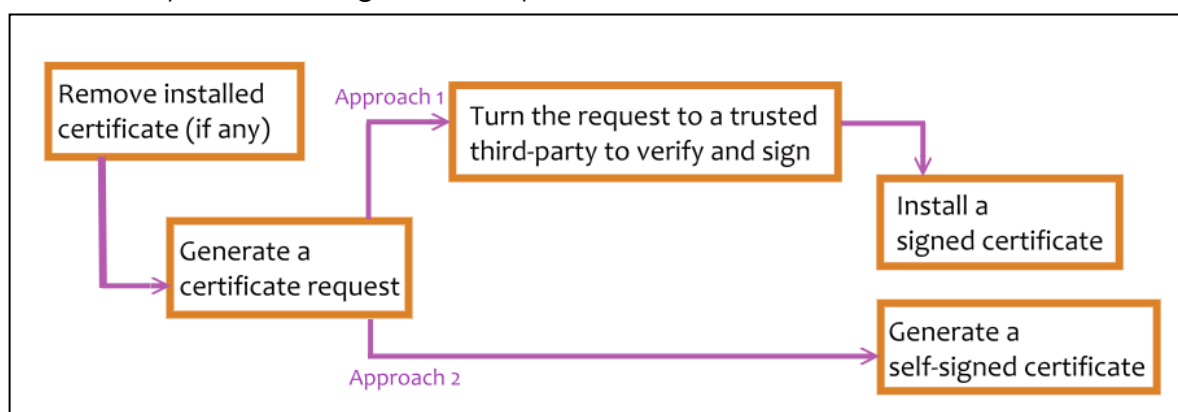 Remove installed
certificate (if any)
Approach 1
Turn the request to a trusted
third-party to verify and sign
Install a
signed certificate
Generate a
certificate request
Approach 2
Generate a
self-signed certificate